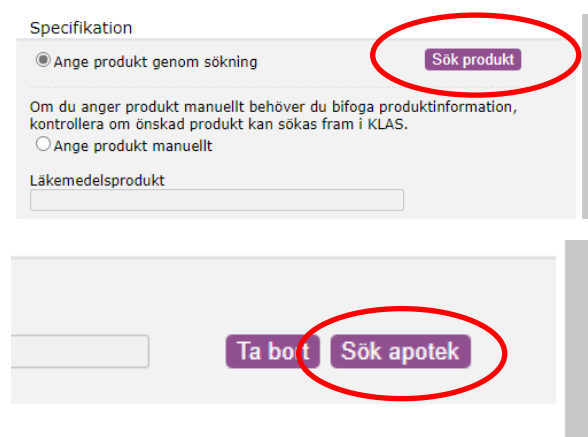 Specifikation
Ange produkt genom sökning
Sök produkt
Om du anger produkt manuellt behöver du bifoga produktinformation,
kontrollera om önskad produkt kan sökas fram i KLAS.
Ange produkt manuellt
Läkemedelsprodukt
Ta bort Sök apotek